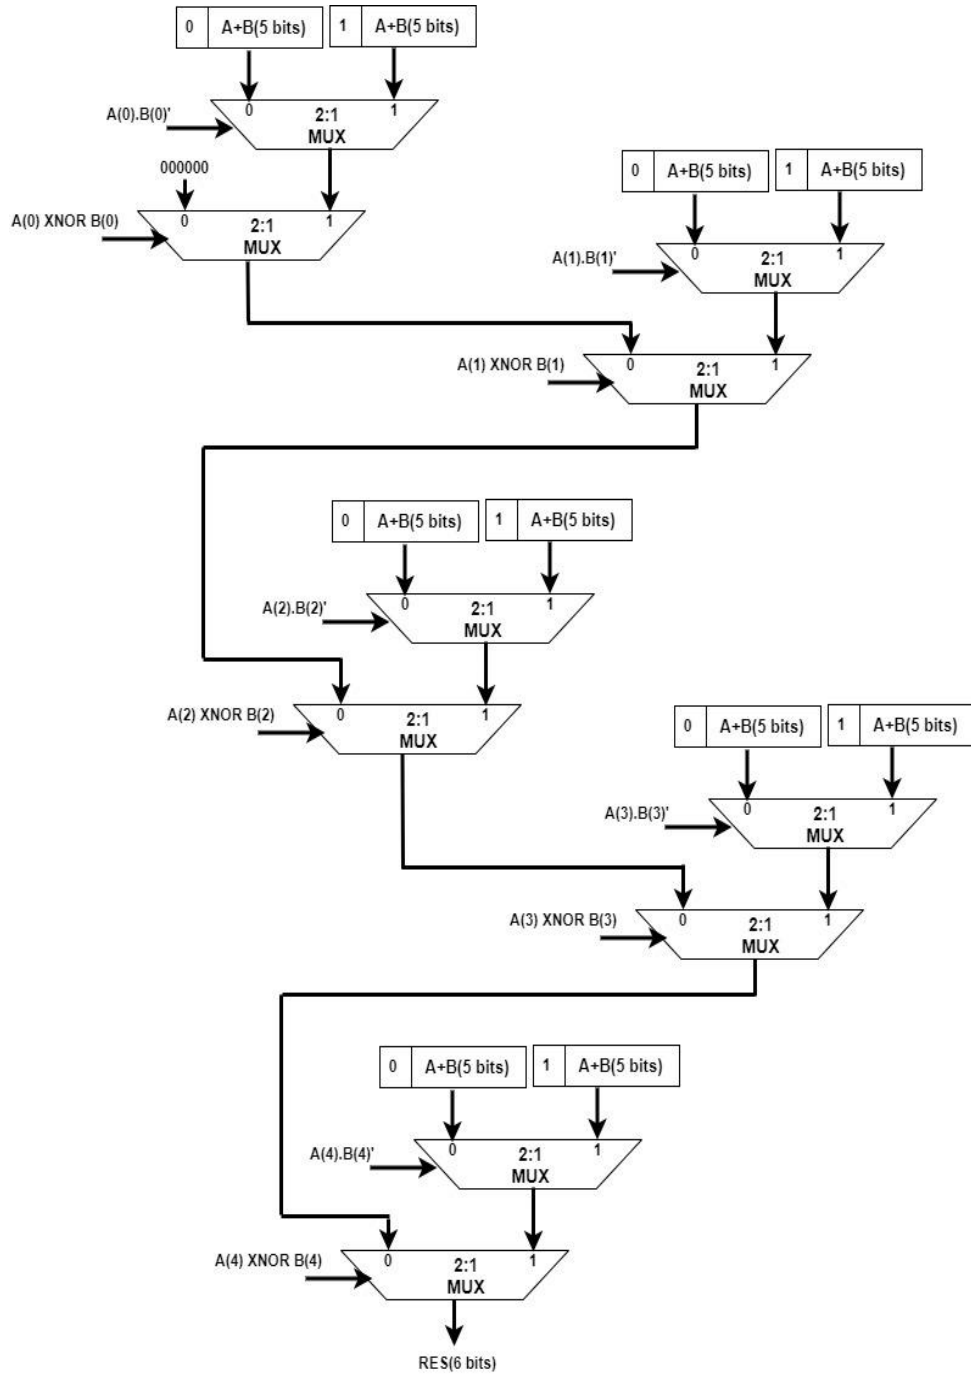 0 A+B(5 bits) 1 A+B(5 bits)
0 2:1 1
MUX
A(0).B(0)'
000000
0 2:1 1
MUX
A(0) XNOR B(0)
0 A+B(5 bits) 1 A+B(5 bits)
0 2:1 1
MUX
A(1).B(1)'
0 2:1 1
MUX
A(1) XNOR B(1)
0 A+B(5 bits) 1 A+B(5 bits)
0 2:1 1
MUX
A(2).B(2)'
0 2:1 1
MUX
A(2) XNOR B(2)
0 A+B(5 bits) 1 A+B(5 bits)
0 2:1 1
MUX
A(3).B(3)'
0 2:1 1
MUX
A(3) XNOR B(3)
0 A+B(5 bits) 1 A+B(5 bits)
0 2:1 1
MUX
A(4).B(4)'
0 2:1 1
MUX
A(4) XNOR B(4)
RES(6 bits)